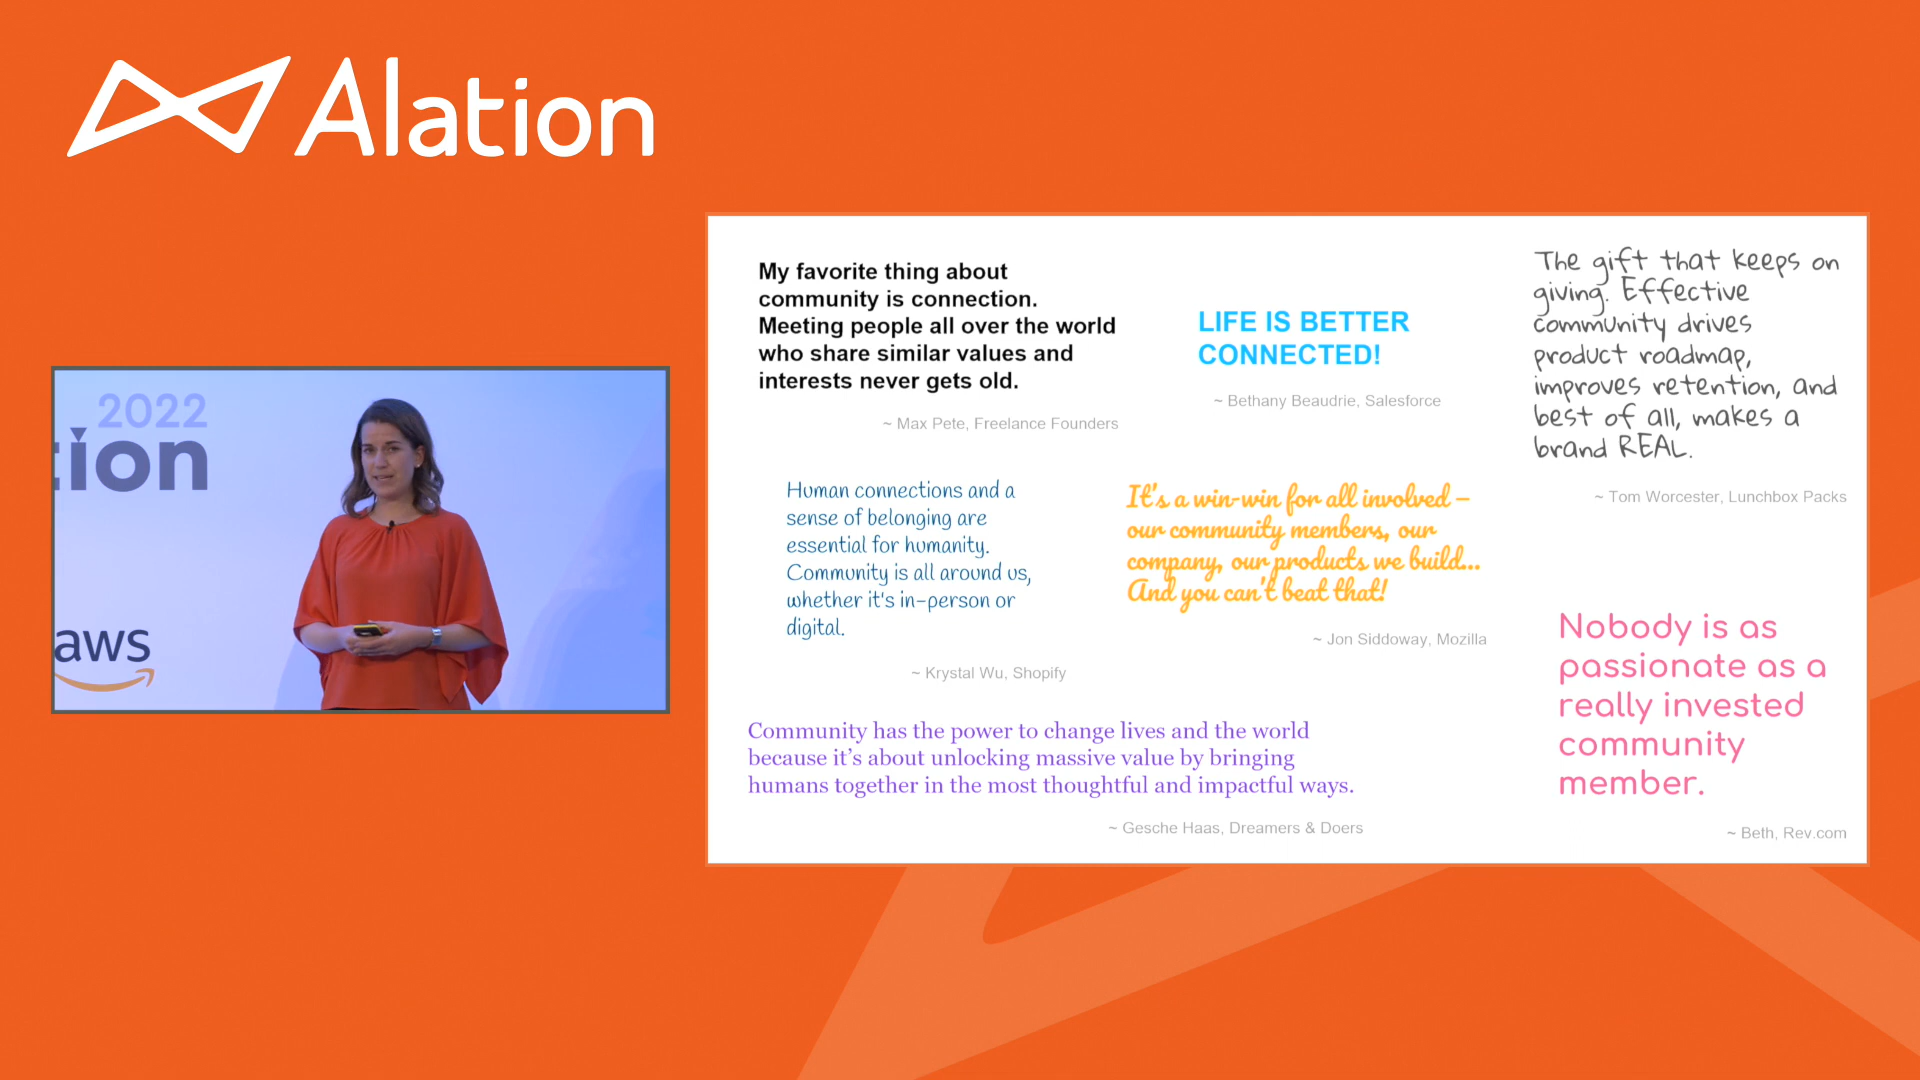 Alation
2022
tion
aws
My favorite thing about
community is connection.
Meeting people all over the world
who share similar values and
interests never gets old.
~ Max Pete, Freelance Founders
LIFE IS BETTER
CONNECTED!
~ Bethany Beaudrie, Salesforce
The gift that keeps on
giving. Effective
community drives
product roadmap,
improves retention, and
best of all, makes a
brand REAL.
~ Tom Worcester, Lunchbox Packs
Human connections and a
sense of belonging are
essential for humanity.
Community is all around us,
whether it's in-person or
digital.
~ Krystal Wu, Shopify
It's a win-win for all involved –
our community members, our
company, our products we build...
And you can't beat that!
~ Jon Siddoway, Mozilla
Nobody is as
passionate as a
really invested
community
member.
~ Beth, Rev.com
Community has the power to change lives and the world
because it’s about unlocking massive value by bringing
humans together in the most thoughtful and impactful ways.
~ Gesche Haas, Dreamers & Doers